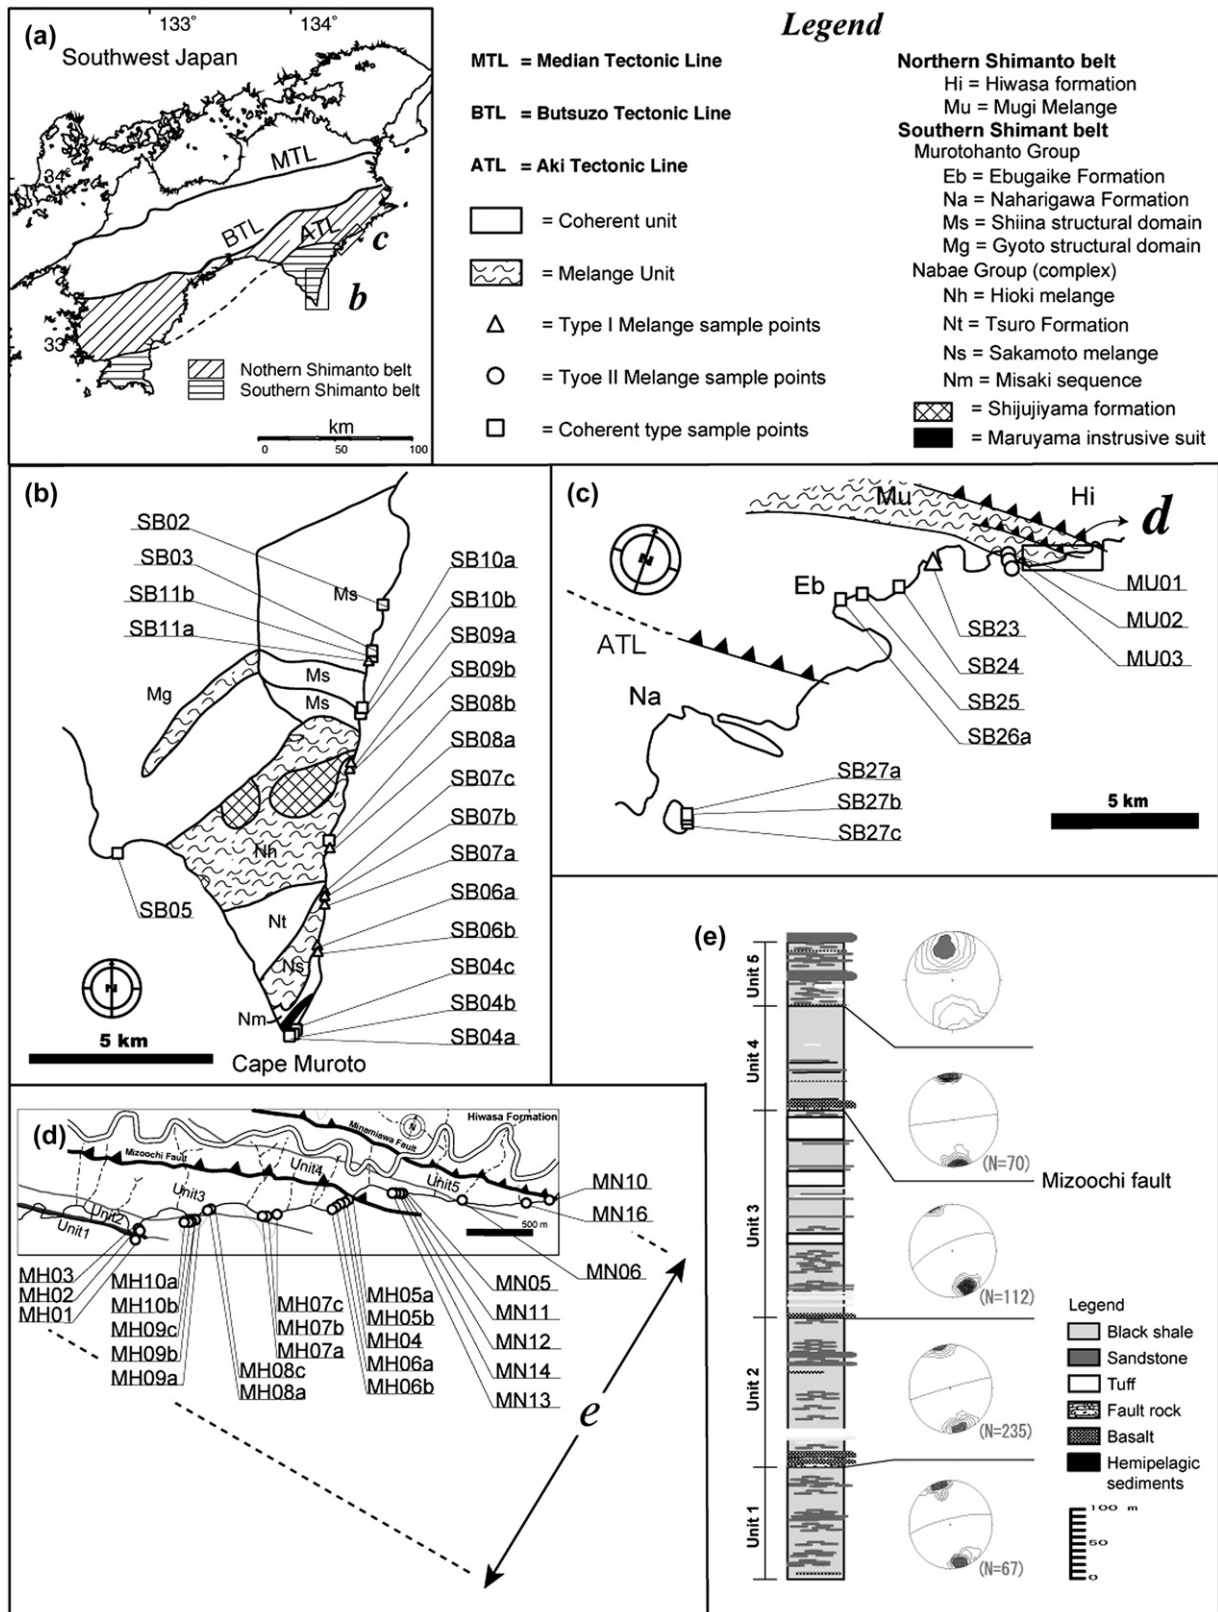 (a)
133°
134°
Southwest Japan
MTL
34°
BTL
ATL
c
b
33
Nothern Shimanto belt
Southern Shimanto belt
km
0 50 100
Legend
MTL = Median Tectonic Line
BTL = Butsuzo Tectonic Line
ATL = Aki Tectonic Line
= Coherent unit
= Melange Unit
= Type I Melange sample points
= Tyoe II Melange sample points
= Coherent type sample points
Northern Shimanto belt
Hi = Hiwasa formation
Mu = Mugi Melange
Southern Shimant belt
Murotohanto Group
Eb = Ebugaike Formation
Na = Naharigawa Formation
Ms = Shiina structural domain
Mg = Gyoto structural domain
Nabae Group (complex)
Nh = Hioki melange
Nt = Tsuro Formation
Ns = Sakamoto melange
Nm = Misaki sequence
= Shijujiyama formation
= Maruyama instrusive suit
(b)
SB02
SB03
SB11b
SB11a
Ms
Ms
Ms
Mg
Nh
Nt
Ns
Nm
SB05
N
5 km
Cape Muroto
SB10a
SB10b
SB09a
SB09b
SB08b
SB08a
SB07c
SB07b
SB07a
SB06a
SB06b
SB04c
SB04b
SB04a
(c)
N
Mu
Hi
d
Eb
ATL
Na
MU01
MU02
MU03
SB23
SB24
SB25
SB26a
SB27a
SB27b
SB27c
5 km
(d)
Hiwasa Formation
Minamiawa Fault
N
Mizoochi Fault
Unit4
Unit5
Unit3
Unit2
Unit1
500 m
MN10
MN16
MN06
MN05
MN11
MN12
MN14
MN13
MH03
MH02
MH01
MH10a
MH10b
MH09c
MH09b
MH09a
MH08c
MH08a
MH07c
MH07b
MH07a
MH05a
MH05b
MH04
MH06a
MH06b
e
(e)
Unit 5
Unit 4
Unit 3
Unit 2
Unit 1
(N=70)
Mizoochi fault
(N=112)
(N=235)
(N=67)
Legend
Black shale
Sandstone
Tuff
Fault rock
Basalt
Hemipelagic
sediments
100 m
50
0